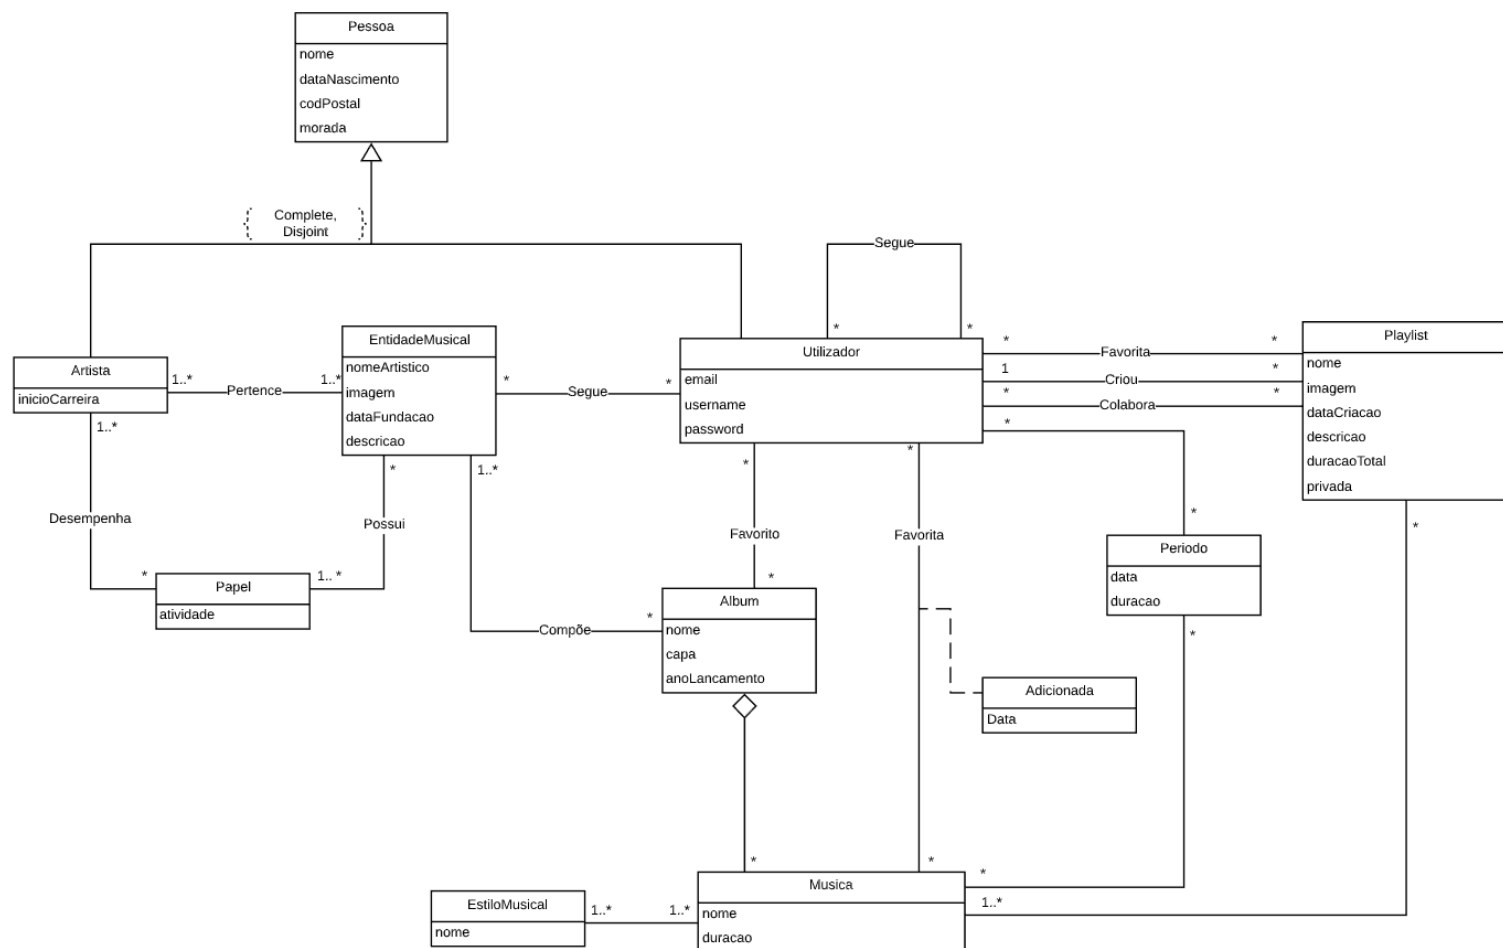 Pessoa
nome
dataNascimento
codPostal
morada
Complete,
Disjoint
Segue
* *
Artista
inicioCarreira
1..* Pertence 1..*
1..*
EntidadeMusical
nomeArtistico
imagem
dataFundacao
descricao
* Segue *
* 1..*
Utilizador
email
username
password
* Favorita *
1 Criou *
* Colabora *
*
Playlist
nome
imagem
dataCriacao
descricao
duracaoTotal
privada
*
* *
Desempenha
Possui
Favorito
Favorita
*
Periodo
data
duracao
*
* Papel 1.. *
atividade
Compõe *
*
Album
nome
capa
anoLancamento
Adicionada
Data
* * *
1..*
Musica
nome
duracao
EstiloMusical
nome
1..* 1..*